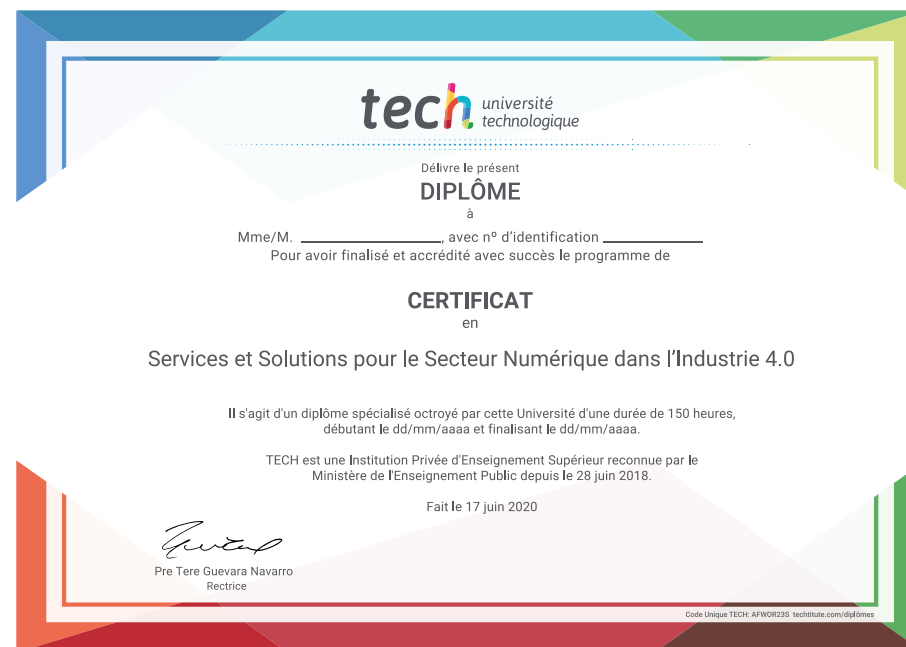 tech université
technologique
Délivre le présent
DIPLÔME
à
Mme/M. ____________________, avec nº d'identification ______________
Pour avoir finalisé et accrédité avec succès le programme de
CERTIFICAT
en
Services et Solutions pour le Secteur Numérique dans l'Industrie 4.0
Il s'agit d'un diplôme spécialisé octroyé par cette Université d'une durée de 150 heures,
débutant le dd/mm/aaaa et finalisant le dd/mm/aaaa.
TECH est une Institution Privée d'Enseignement Supérieur reconnue par le
Ministère de l'Enseignement Public depuis le 28 juin 2018.
Fait le 17 juin 2020
Pre Tere Guevara Navarro
Rectrice
Code Unique TECH: AFWOR23S techtitute.com/diplômes